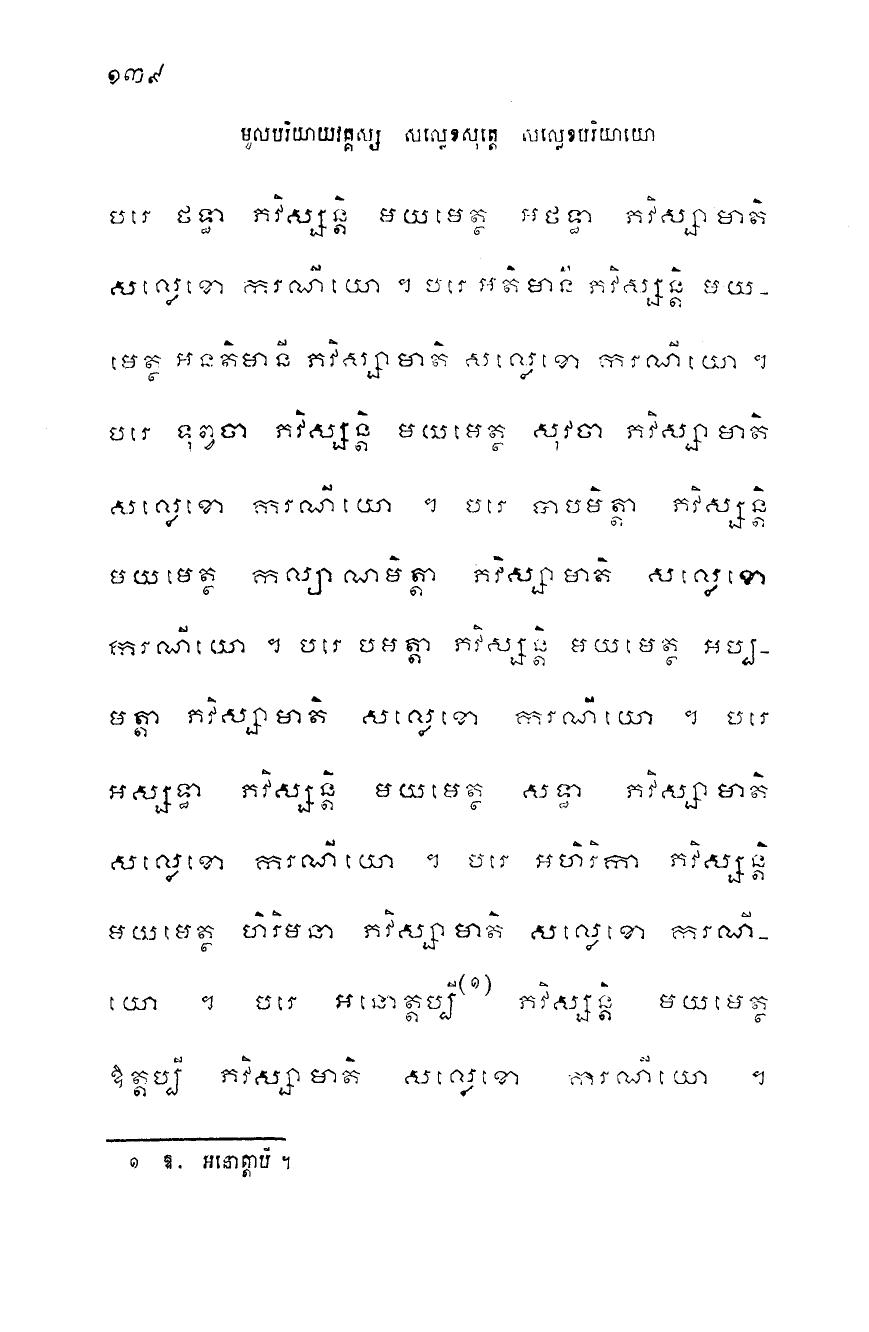 ១៣៩
មូលបរិយាយវគ្គស្ស សល្លេខសុត្តេ សល្លេខបរិយាយោ
បរេ ថទ្ធា ភវិស្សន្តិ មយមេត្ថ អថទ្ធា ភវិស្សាមាតិ
សល្លេខោ ករណីយោ ។ បរេ អតិមានី ភវិស្សន្តិ មយ-
មេត្ថ អនតិមានី ភវិស្សាមាតិ សល្លេខោ ករណីយោ ។
បរេ ទុព្វចា ភវិស្សន្តិ មយមេត្ថ សុវចា ភវិស្សាមាតិ
សល្លេខោ ករណីយោ ។ បរេ បាបមិត្តា ភវិស្សន្តិ
មយមេត្ថ កល្យាណមិត្តា ភវិស្សាមាតិ សល្លេខោ
ករណីយោ ។ បរេ បមត្តា ភវិស្សន្តិ មយមេត្ថ អប្ប-
មត្តា ភវិស្សាមាតិ សល្លេខោ ករណីយោ ។ បរេ
អស្សទ្ធា ភវិស្សន្តិ មយមេត្ថ សទ្ធា ភវិស្សាមាតិ
សល្លេខោ ករណីយោ ។ បរេ អហិរិកា ភវិស្សន្តិ
មយមេត្ថ ហិរិមនា ភវិស្សាមាតិ សល្លេខោ ករណី-
យោ ។ បរេ អនោត្តប្បី(១) ភវិស្សន្តិ មយមេត្ថ
ឱត្តប្បី ភវិស្សាមាតិ សល្លេខោ ករណីយោ ។
១ ឱ. អនោត្តាបី ។